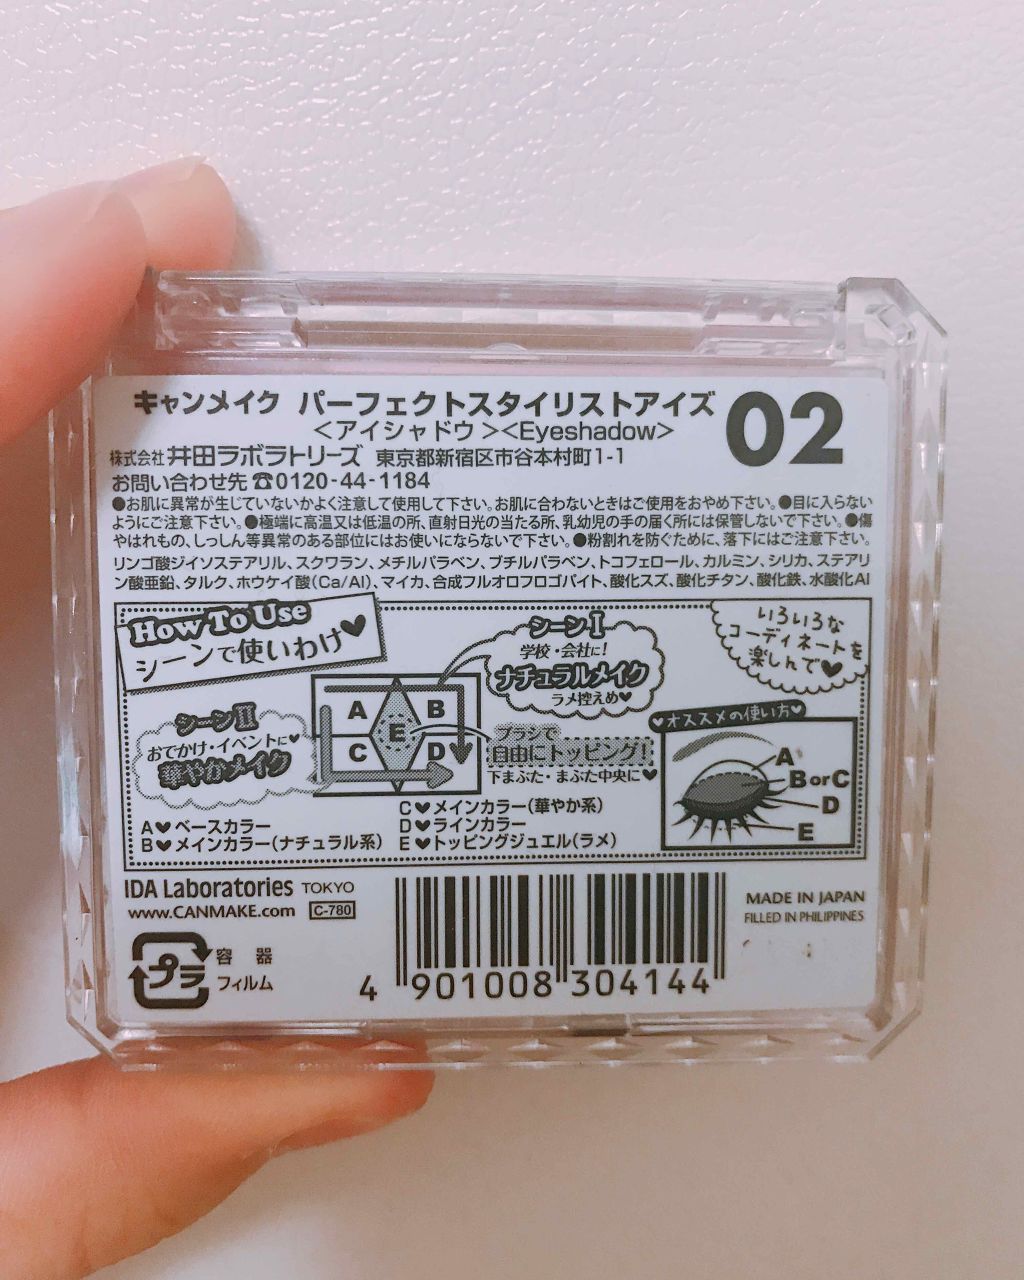 キャンメイク パーフェクトスタイリストアイズ
<アイシャドウ><Eyeshadow>
02
株式会社 井田ラボラトリーズ 東京都新宿区市谷本村町1-1
お問い合わせ先 ☎0120-44-1184
●お肌に異常が生じていないかよく注意して使用して下さい。お肌に合わないときはご使用をおやめ下さい。●目に入らない
ようにご注意下さい。●極端に高温又は低温の所、直射日光の当たる所、乳幼児の手の届く所には保管しないで下さい。●傷
やはれもの、しっしん等異常のある部位にはお使いにならないで下さい。●粉割れを防ぐために、落下にはご注意下さい。
リンゴ酸ジイソステアリル、スクワラン、メチルパラベン、ブチルパラベン、トコフェロール、カルミン、シリカ、ステアリ
ン酸亜鉛、タルク、ホウケイ酸(Ca/Al)、マイカ、合成フルオロフロゴパイト、酸化スズ、酸化チタン、酸化鉄、水酸化Al
How To Use
シーンで使いわけ♥
シーンⅠ
学校・会社に!
ナチュラルメイク
ラメ控えめ♥
いろいろな
コーディネートを
楽しんで♥
シーンⅡ
おでかけ・イベントに♥
華やかメイク
A
B
C
D
E
ブラシで
自由にトッピング!
下まぶた・まぶた中央に♥
♥オススメの使い方♥
A
B or C
D
E
A♥ベースカラー
B♥メインカラー(ナチュラル系)
C♥メインカラー(華やか系)
D♥ラインカラー
E♥トッピングジュエル(ラメ)
IDA Laboratories TOKYO
www.CANMAKE.com C-780
プラ
容器
フィルム
4 901008 304144
MADE IN JAPAN
FILLED IN PHILIPPINES